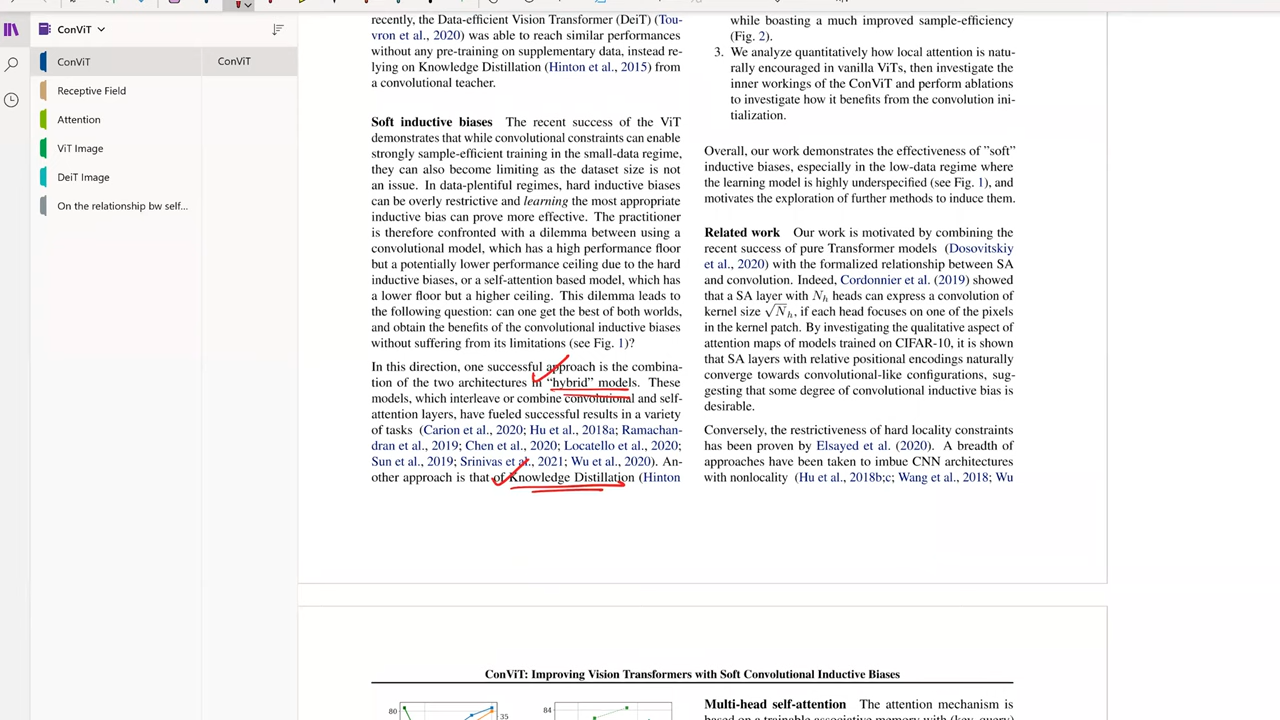 ConViT
ConViT
Receptive Field
Attention
ViT Image
DeiT Image
On the relationship bw self...
ConViT
recently, the Data-efficient Vision Transformer (DeiT) (Tou-
vron et al., 2020) was able to reach similar performances
without any pre-training on supplementary data, instead re-
lying on Knowledge Distillation (Hinton et al., 2015) from
a convolutional teacher.
Soft inductive biases The recent success of the ViT
demonstrates that while convolutional constraints can enable
strongly sample-efficient training in the small-data regime,
they can also become limiting as the dataset size is not
an issue. In data-plentiful regimes, hard inductive biases
can be overly restrictive and learning the most appropriate
inductive bias can prove more effective. The practitioner
is therefore confronted with a dilemma between using a
convolutional model, which has a high performance floor
but a potentially lower performance ceiling due to the hard
inductive biases, or a self-attention based model, which has
a lower floor but a higher ceiling. This dilemma leads to
the following question: can one get the best of both worlds,
and obtain the benefits of the convolutional inductive biases
without suffering from its limitations (see Fig. 1)?
In this direction, one successful approach is the combina-
tion of the two architectures in "hybrid" models. These
models, which interleave or combine convolutional and self-
attention layers, have fueled successful results in a variety
of tasks (Carion et al., 2020; Hu et al., 2018a; Ramachan-
dran et al., 2019; Chen et al., 2020; Locatello et al., 2020;
Sun et al., 2019; Srinivas et al., 2021; Wu et al., 2020). An-
other approach is that of Knowledge Distillation (Hinton
while boasting a much improved sample-efficiency
(Fig. 2).
3. We analyze quantitatively how local attention is natu-
rally encouraged in vanilla ViTs, then investigate the
inner workings of the ConViT and perform ablations
to investigate how it benefits from the convolution ini-
tialization.
Overall, our work demonstrates the effectiveness of "soft"
inductive biases, especially in the low-data regime where
the learning model is highly underspecified (see Fig. 1), and
motivates the exploration of further methods to induce them.
Related work Our work is motivated by combining the
recent success of pure Transformer models (Dosovitskiy
et al., 2020) with the formalized relationship between SA
and convolution. Indeed, Cordonnier et al. (2019) showed
that a SA layer with Nh heads can express a convolution of
kernel size √Nh, if each head focuses on one of the pixels
in the kernel patch. By investigating the qualitative aspect of
attention maps of models trained on CIFAR-10, it is shown
that SA layers with relative positional encodings naturally
converge towards convolutional-like configurations, sug-
gesting that some degree of convolutional inductive bias is
desirable.
Conversely, the restrictiveness of hard locality constraints
has been proven by Elsayed et al. (2020). A breadth of
approaches have been taken to imbue CNN architectures
with nonlocality (Hu et al., 2018b;c; Wang et al., 2018; Wu
ConViT: Improving Vision Transformers with Soft Convolutional Inductive Biases
80
35
84
Multi-head self-attention The attention mechanism is
based on a trainable associative memory with (key, query)